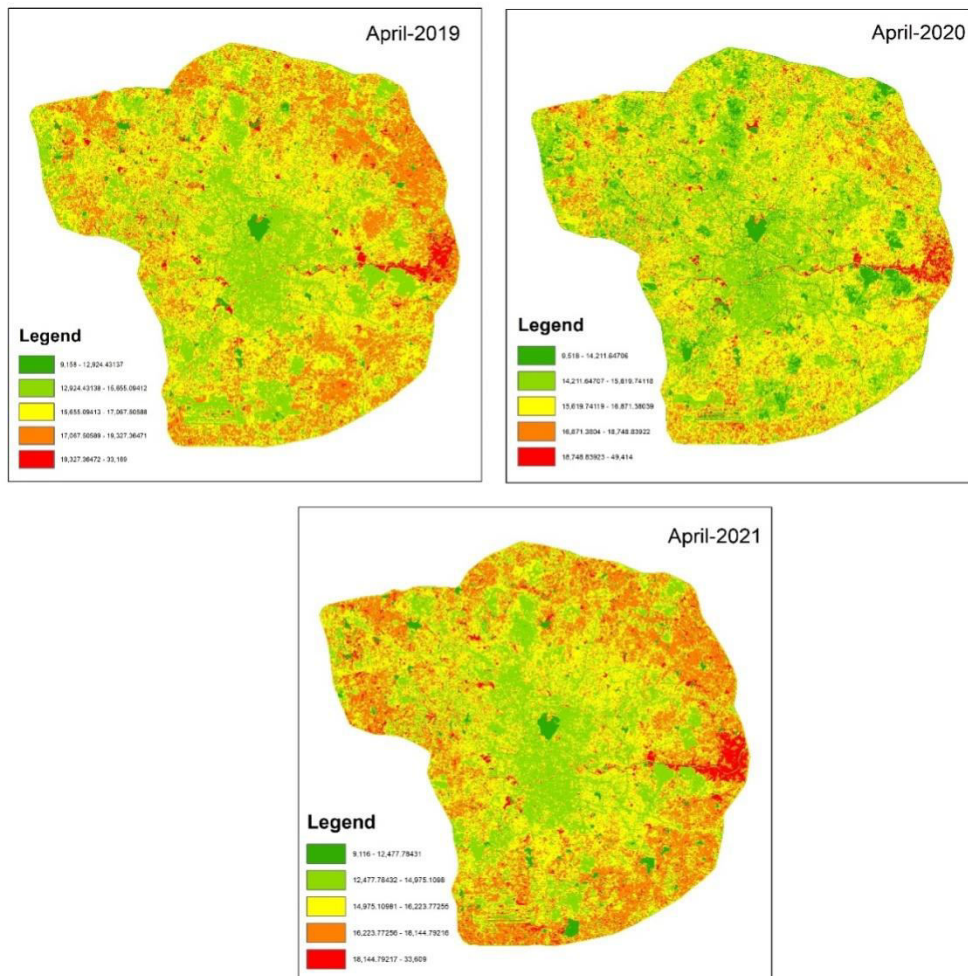 April-2019
Legend
9,158 - 12,924.43137
12,924.43138 - 15,655.09412
15,655.09413 - 17,067.50588
17,067.50589 - 19,327.36471
19,327.36472 - 33,169
April-2020
Legend
9,518 - 14,211.64706
14,211.64707 - 15,619.74118
15,619.74119 - 16,871.38039
16,871.3804 - 18,748.83922
18,748.83923 - 49,414
April-2021
Legend
9,116 - 12,477.78431
12,477.78432 - 14,975.1098
14,975.10981 - 16,223.77255
16,223.77256 - 18,144.79216
18,144.79217 - 33,609